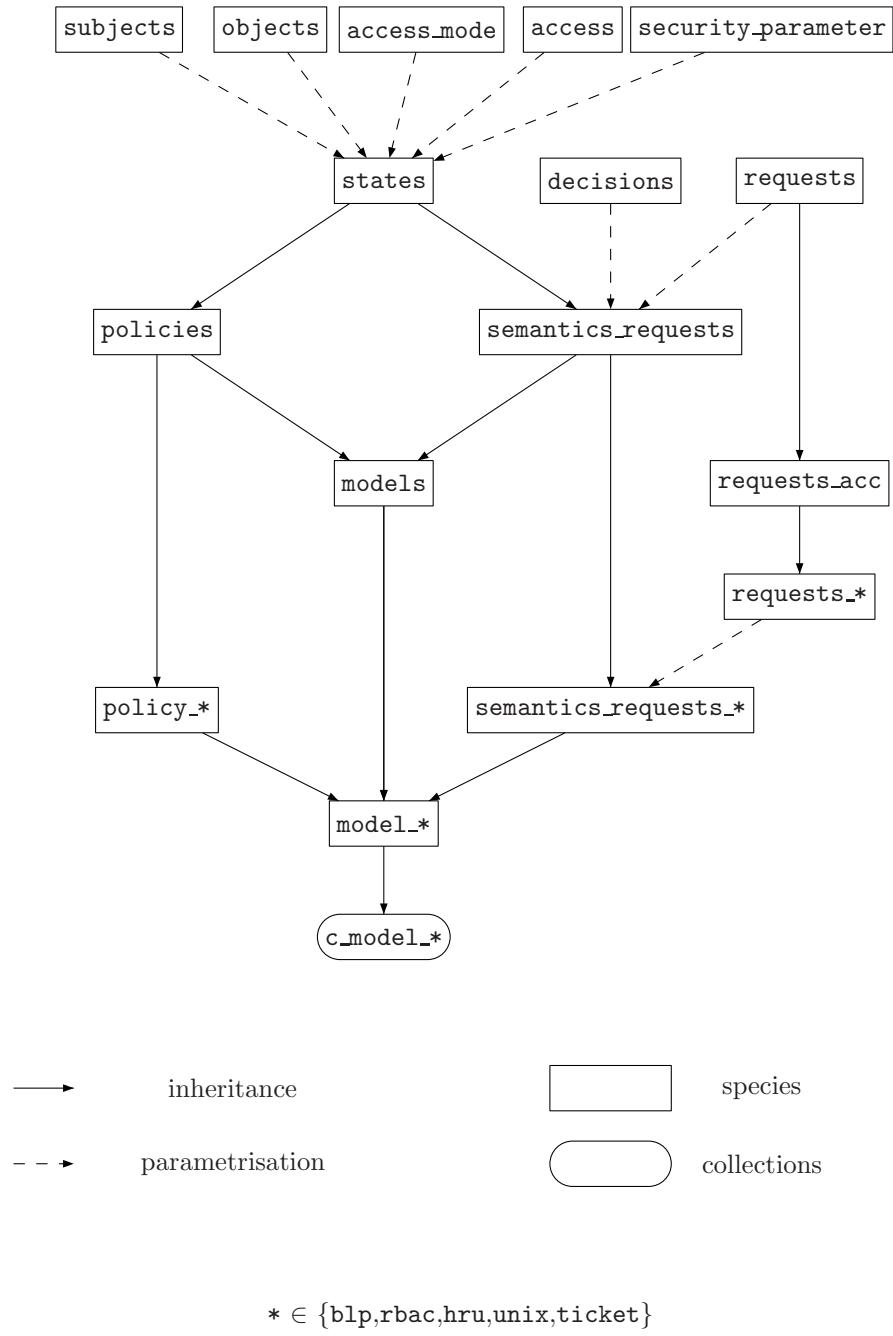 subjects objects access_mode access security_parameter
states decisions requests
policies semantics_requests
models requests_acc
requests_*
policy_* semantics_requests_*
model_*
c_model_*
inheritance species
parametrisation collections
* ∈ {blp,rbac,hru,unix,ticket}